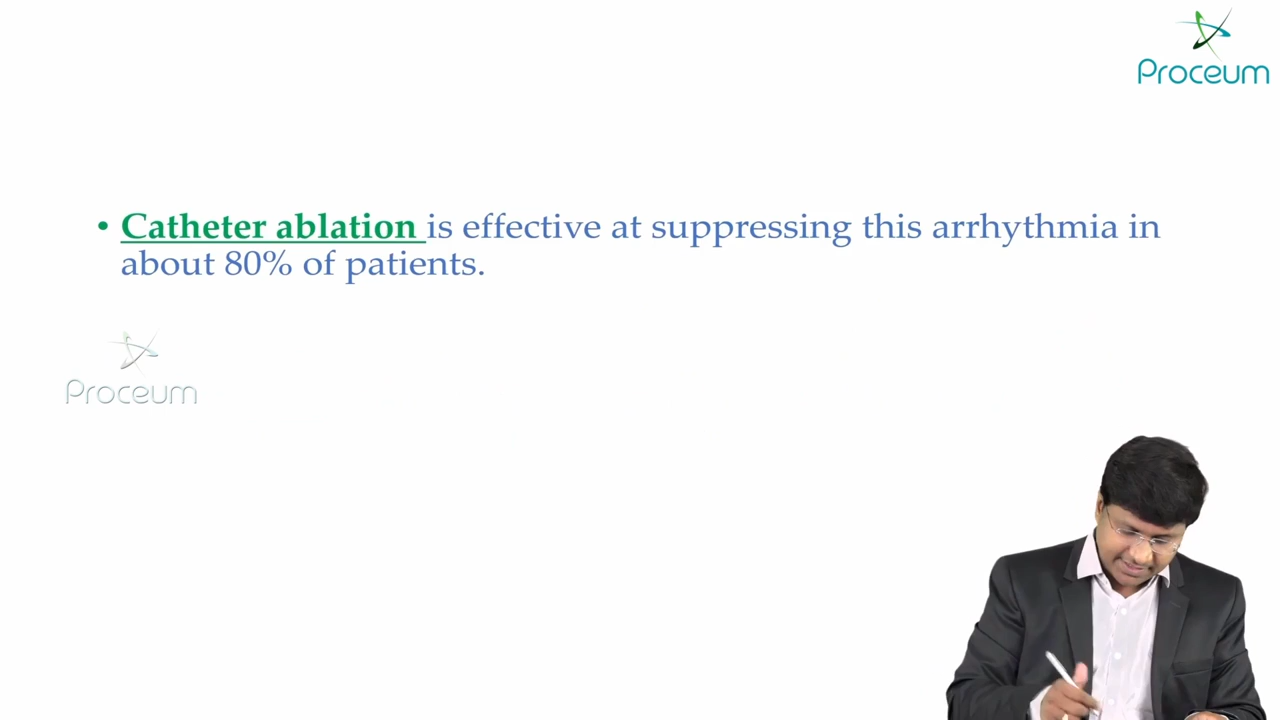 Proceum
• Catheter ablation is effective at suppressing this arrhythmia in
about 80% of patients.
Proceum